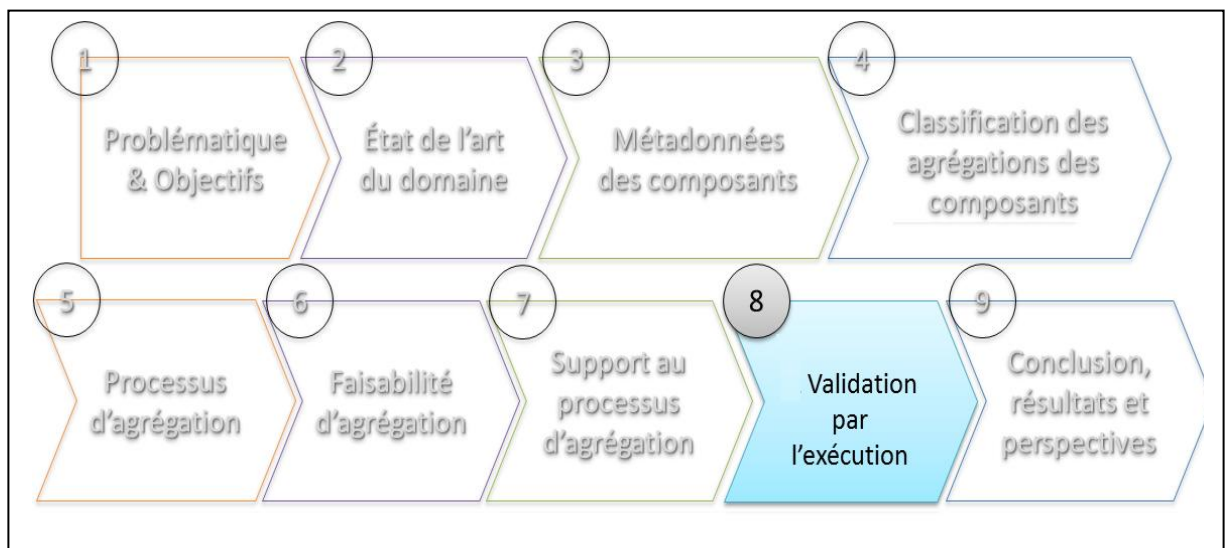 1
Problématique
& Objectifs
2
État de l'art
du domaine
3
Métadonnées
des composants
4
Classification des
agrégations des
composants
5
Processus
d'agrégation
6
Faisabilité
d'agrégation
7
Support au
processus
d'agrégation
8
Validation
par
l'exécution
9
Conclusion,
résultats et
perspectives